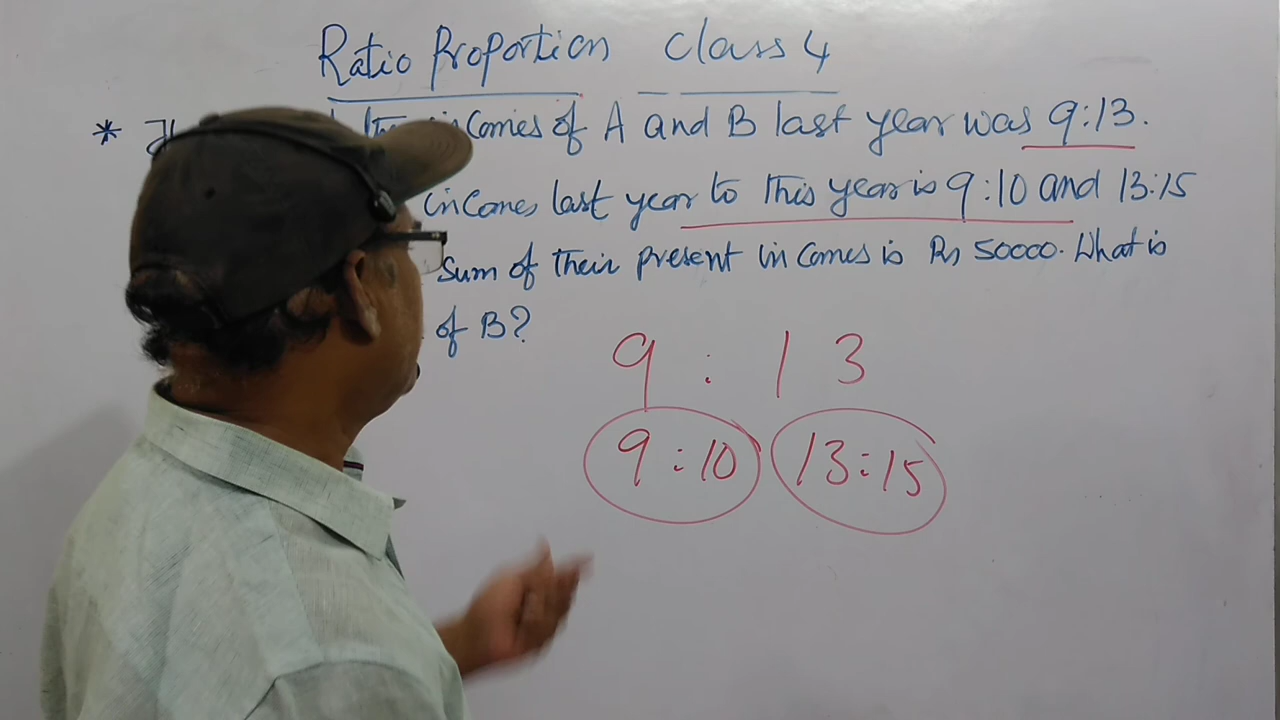 Ratio Proportion Class 4
* incomes of A and B last year was 9:13.
incomes last year to this year is 9:10 and 13:15
Sum of their present incomes is Rs 50000. What is
of B?
9 : 13
9:10 13:15